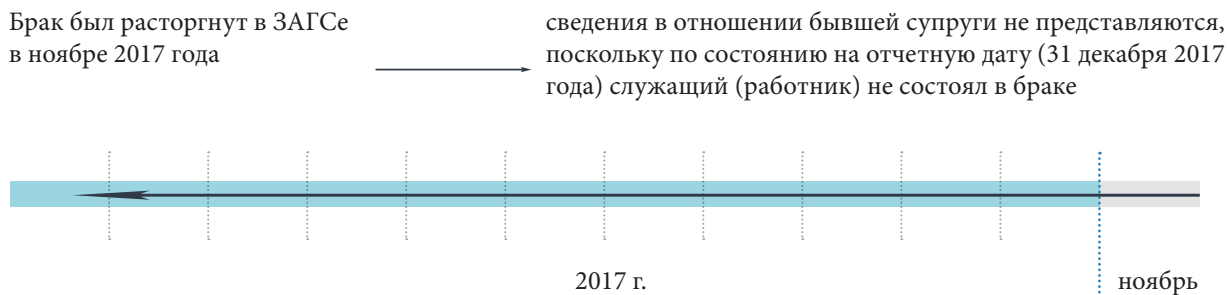 Брак был расторгнут в ЗАГСе
в ноябре 2017 года
сведения в отношении бывшей супруги не представляются,
поскольку по состоянию на отчетную дату (31 декабря 2017
года) служащий (работник) не состоял в браке
2017 г.
ноябрь